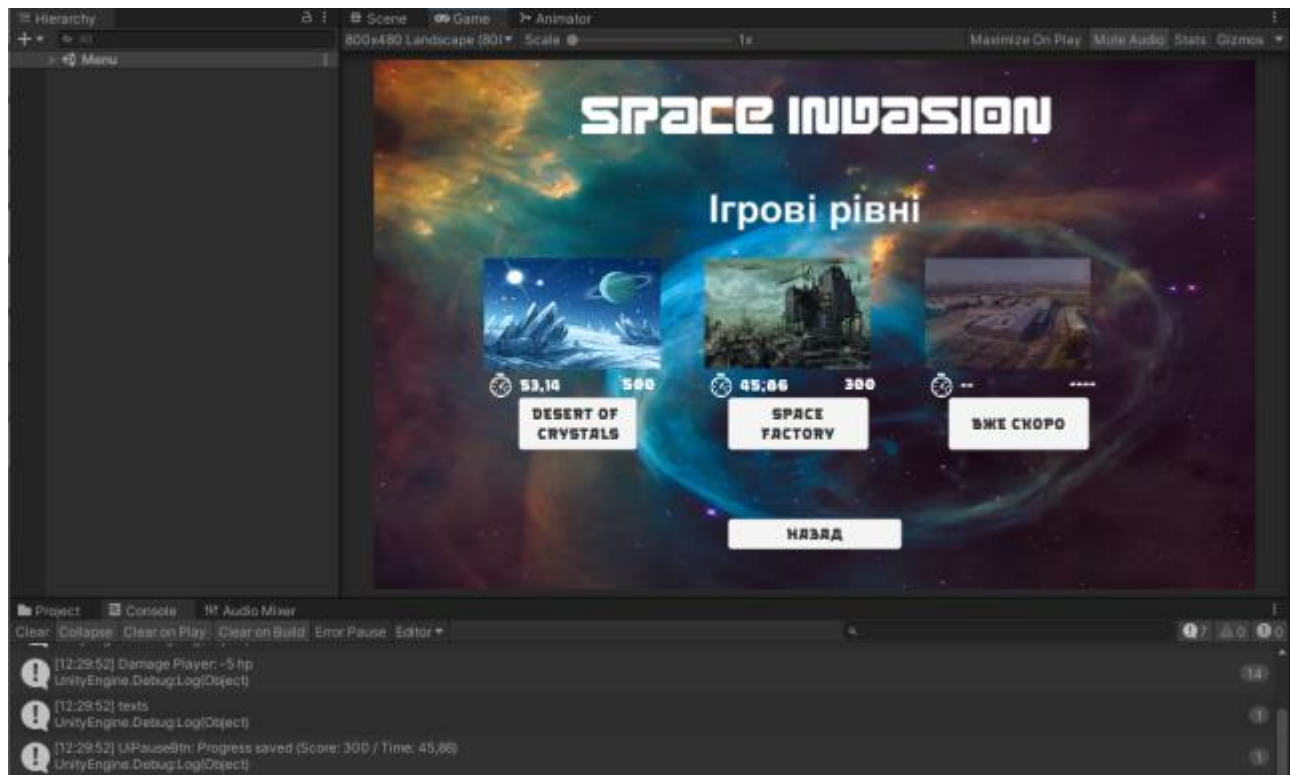 Hierarchy
Scene Game Animator
All
800x480 Landscape (80( Scale 1x Maximize On Play Mute Audio Stats Gizmos
Menu
SPACE INVASION
Ігрові рівні
53,14 500 45,86 300 -- ----
DESERT OF CRYSTALS
SPACE FACTORY
ВЖЕ СКОРО
НАЗАД
Project Console Audio Mixer
Clear Collapse Clear on Play Clear on Build Error Pause Editor 7 0 0
[12:29:52] Damage Player: -5 hp
UnityEngine.Debug:Log(Object) 14
[12:29:52] texts
UnityEngine.Debug:Log(Object) 1
[12:29:52] UiPauseBtn: Progress saved (Score: 300 / Time: 45,86)
UnityEngine.Debug:Log(Object) 1